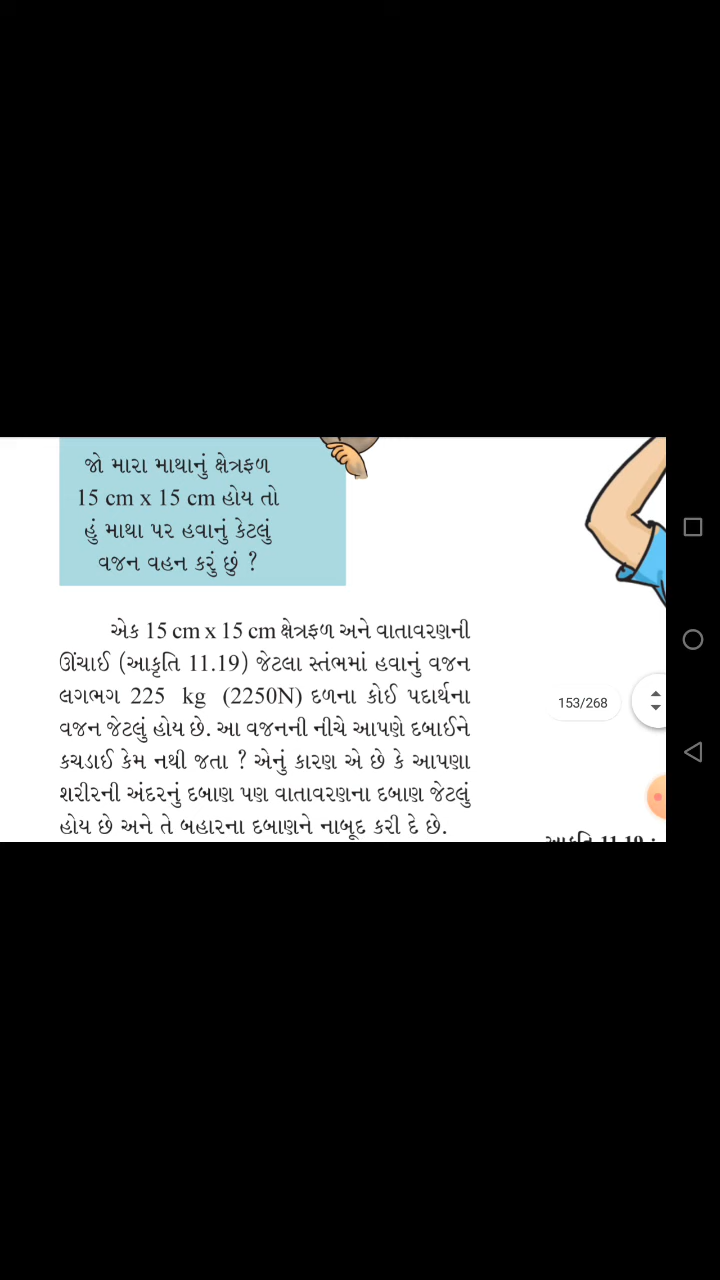 જો મારા માથાનું ક્ષેત્રફળ
15 cm x 15 cm હોય તો
હું માથા પર હવાનું કેટલું
વજન વહન કરું છું ?
એક 15 cm x 15 cm ક્ષેત્રફળ અને વાતાવરણની
ઊંચાઈ (આકૃતિ 11.19) જેટલા સ્તંભમાં હવાનું વજન
લગભગ 225 kg (2250N) દળના કોઈ પદાર્થના
વજન જેટલું હોય છે. આ વજનની નીચે આપણે દબાઈને
કચડાઈ કેમ નથી જતા ? એનું કારણ એ છે કે આપણા
શરીરની અંદરનું દબાણ પણ વાતાવરણના દબાણ જેટલું
હોય છે અને તે બહારના દબાણને નાબૂદ કરી દે છે.
153/268
આકૃતિ 11.19 :